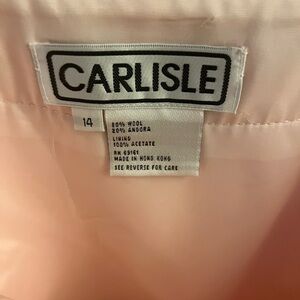 CARLISLE
14
80% WOOL
20% ANGORA
LINING
100% ACETATE
RN 69161
MADE IN HONG KONG
SEE REVERSE FOR CARE